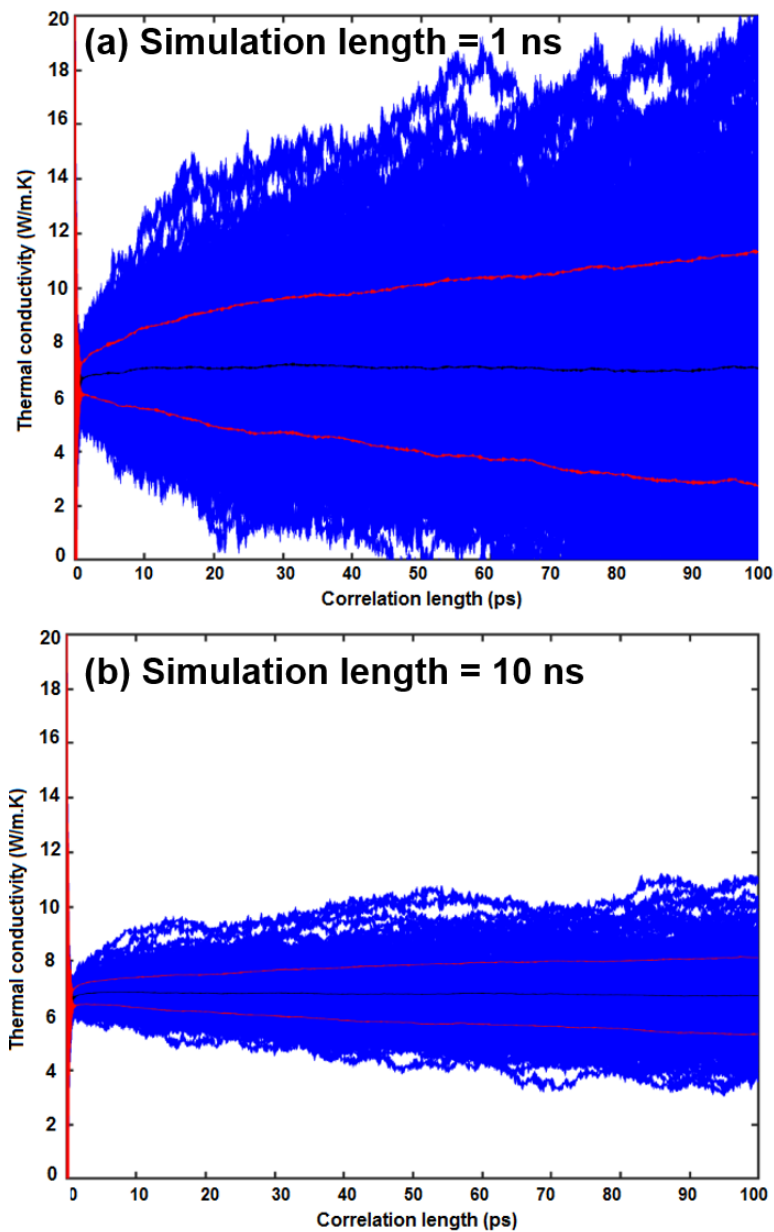 (a) Simulation length = 1 ns
20
18
16
14
12
10
8
6
4
2
0
Thermal conductivity (W/m.K)
0 10 20 30 40 50 60 70 80 90 100
Correlation length (ps)
(b) Simulation length = 10 ns
20
18
16
14
12
10
8
6
4
2
0
Thermal conductivity (W/m.K)
0 10 20 30 40 50 60 70 80 90 100
Correlation length (ps)